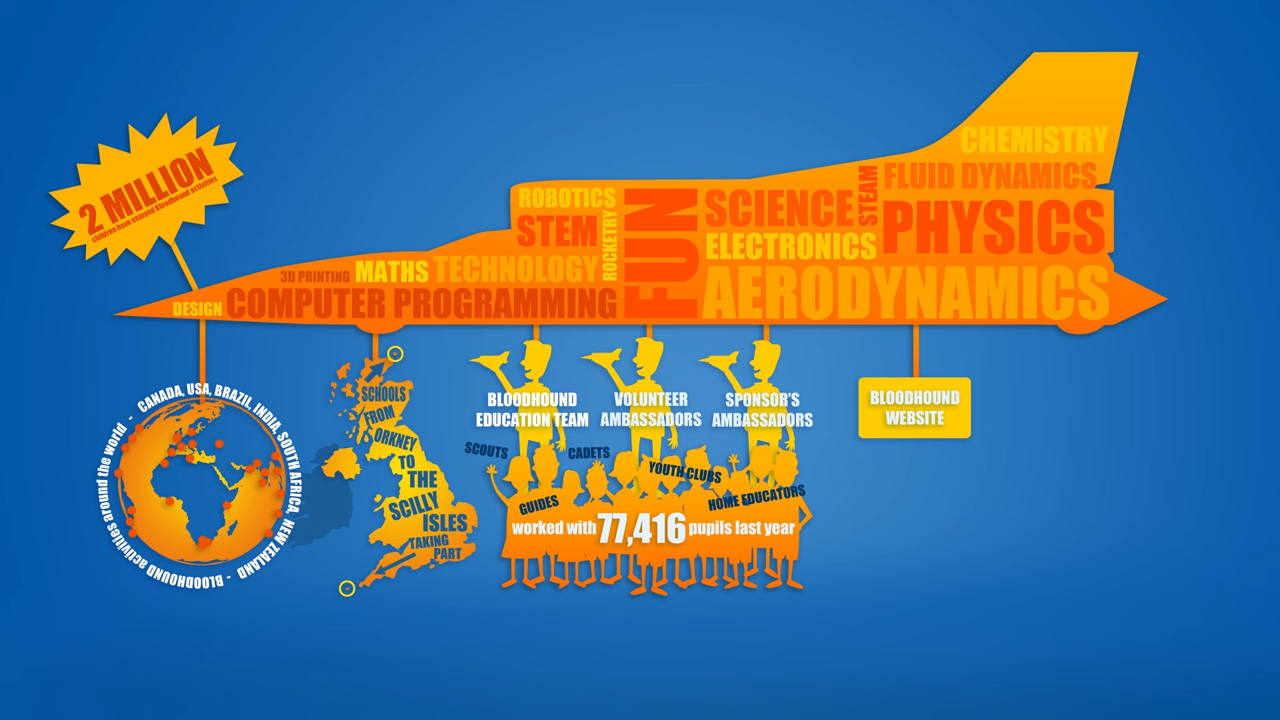 2 MILLION
children have enjoyed Bloodhound activities
CHEMISTRY
FLUID DYNAMICS
STEAM
PHYSICS
ROBOTICS
STEM
ROCKETRY
FUN
SCIENCE
ELECTRONICS
AERODYNAMICS
3D PRINTING
MATHS
TECHNOLOGY
DESIGN
COMPUTER PROGRAMMING
BLOODHOUND activities around the world - CANADA, USA, BRAZIL, INDIA, SOUTH AFRICA, NEW ZEALAND -
SCHOOLS
FROM
ORKNEY
TO
THE
SCILLY
ISLES
TAKING
PART
BLOODHOUND
EDUCATION TEAM
VOLUNTEER
AMBASSADORS
SPONSOR'S
AMBASSADORS
SCOUTS
CADETS
YOUTH CLUBS
GUIDES
HOME EDUCATORS
worked with 77,416 pupils last year
BLOODHOUND
WEBSITE